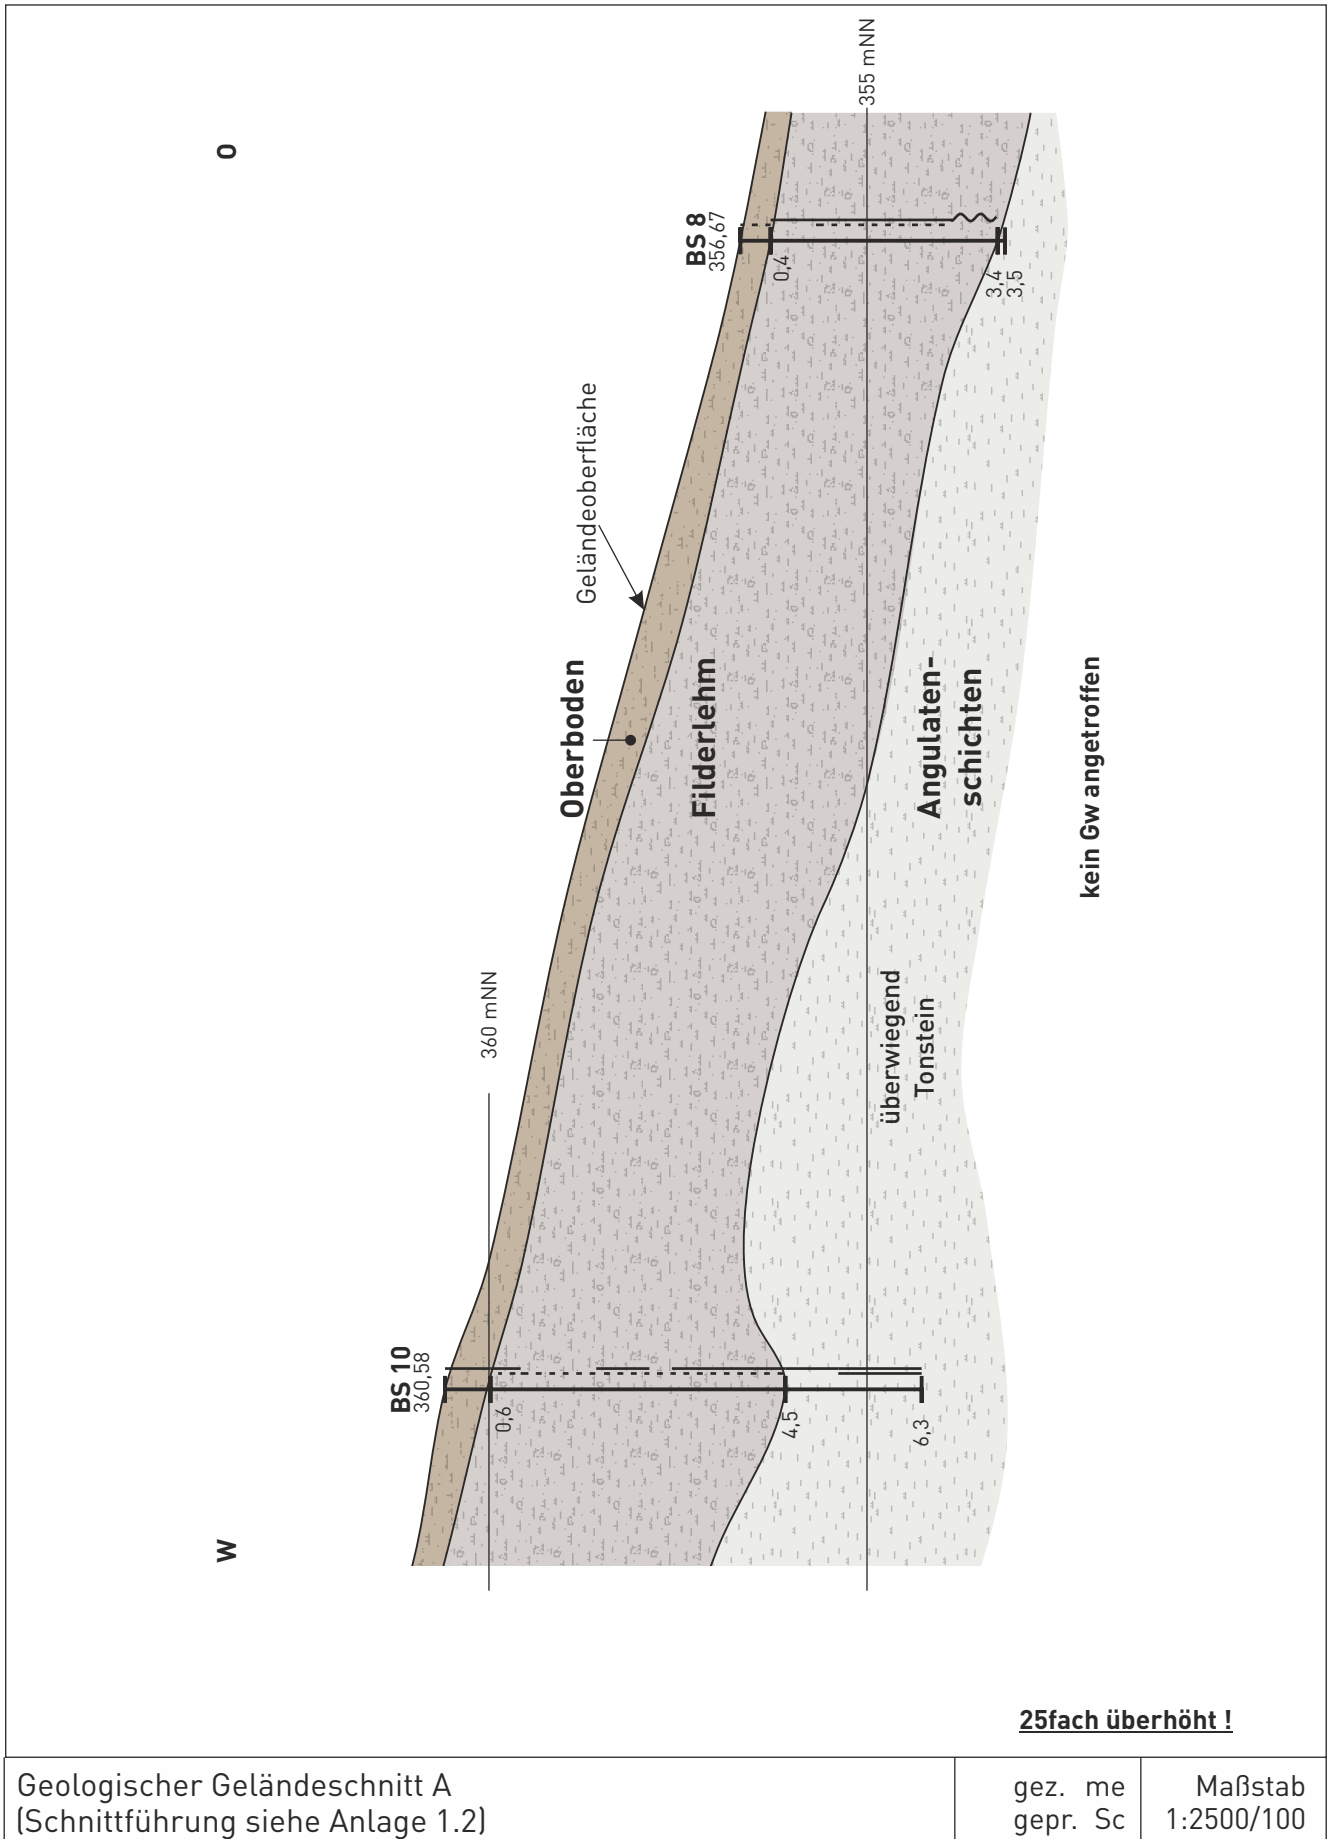 W
O
BS 10
360,58
0,6
4,5
6,3
360 mNN
Oberboden
Geländeoberfläche
Filderlehm
BS 8
356,67
0,4
3,4
3,5
355 mNN
überwiegend
Tonstein
Angulaten-
schichten
kein Gw angetroffen
25fach überhöht !
Geologischer Geländeschnitt A
(Schnittführung siehe Anlage 1.2)
gez. me
gepr. Sc
Maßstab
1:2500/100